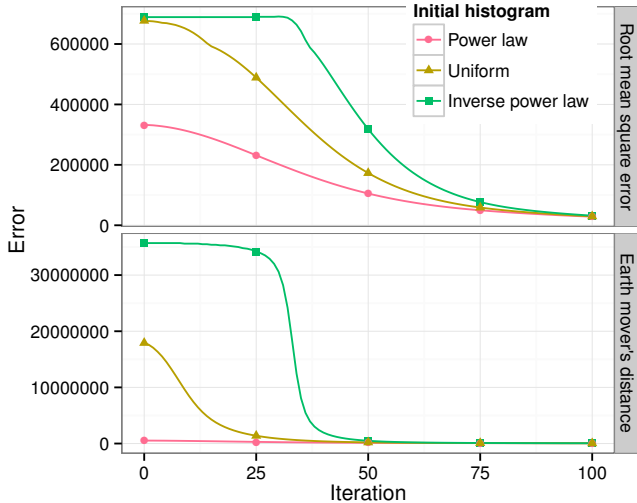 Initial histogram
Power law
Uniform
Inverse power law
600000
400000
200000
0
Root mean square error
Error
30000000
20000000
10000000
0
Earth mover's distance
0 25 50 75 100
Iteration